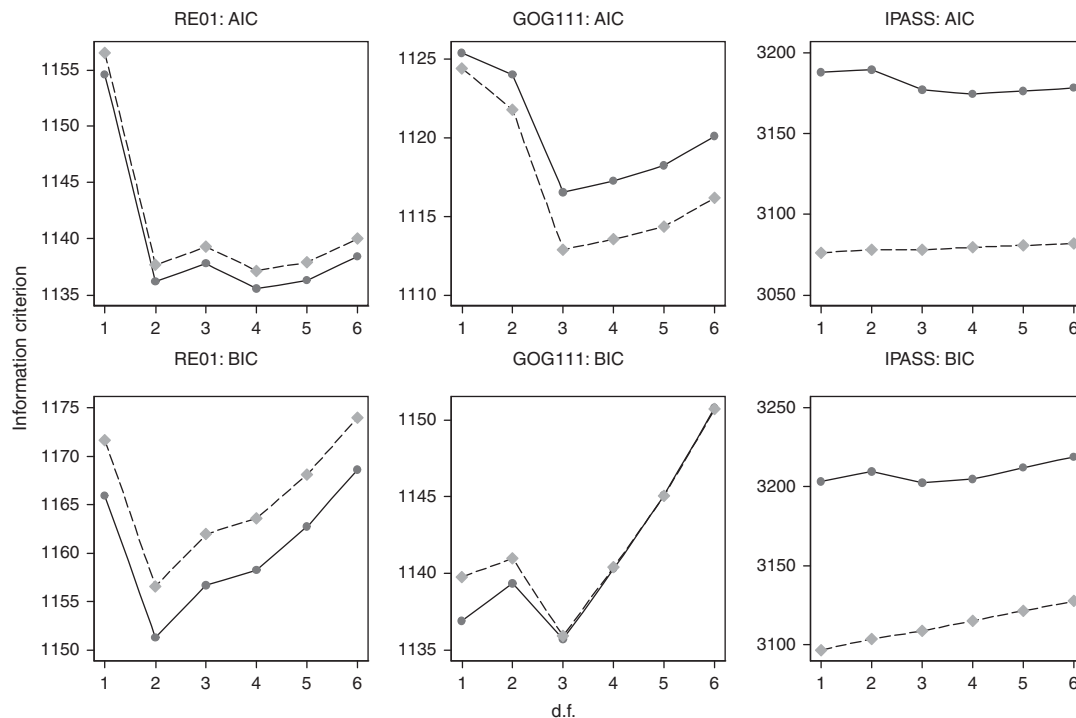 RE01: AIC
GOG111: AIC
IPASS: AIC
1155
1150
1145
1140
1135
1 2 3 4 5 6
1125
1120
1115
1110
1 2 3 4 5 6
3200
3150
3100
3050
1 2 3 4 5 6
Information criterion
RE01: BIC
GOG111: BIC
IPASS: BIC
1175
1170
1165
1160
1155
1150
1 2 3 4 5 6
1150
1145
1140
1135
1 2 3 4 5 6
3250
3200
3150
3100
1 2 3 4 5 6
d.f.